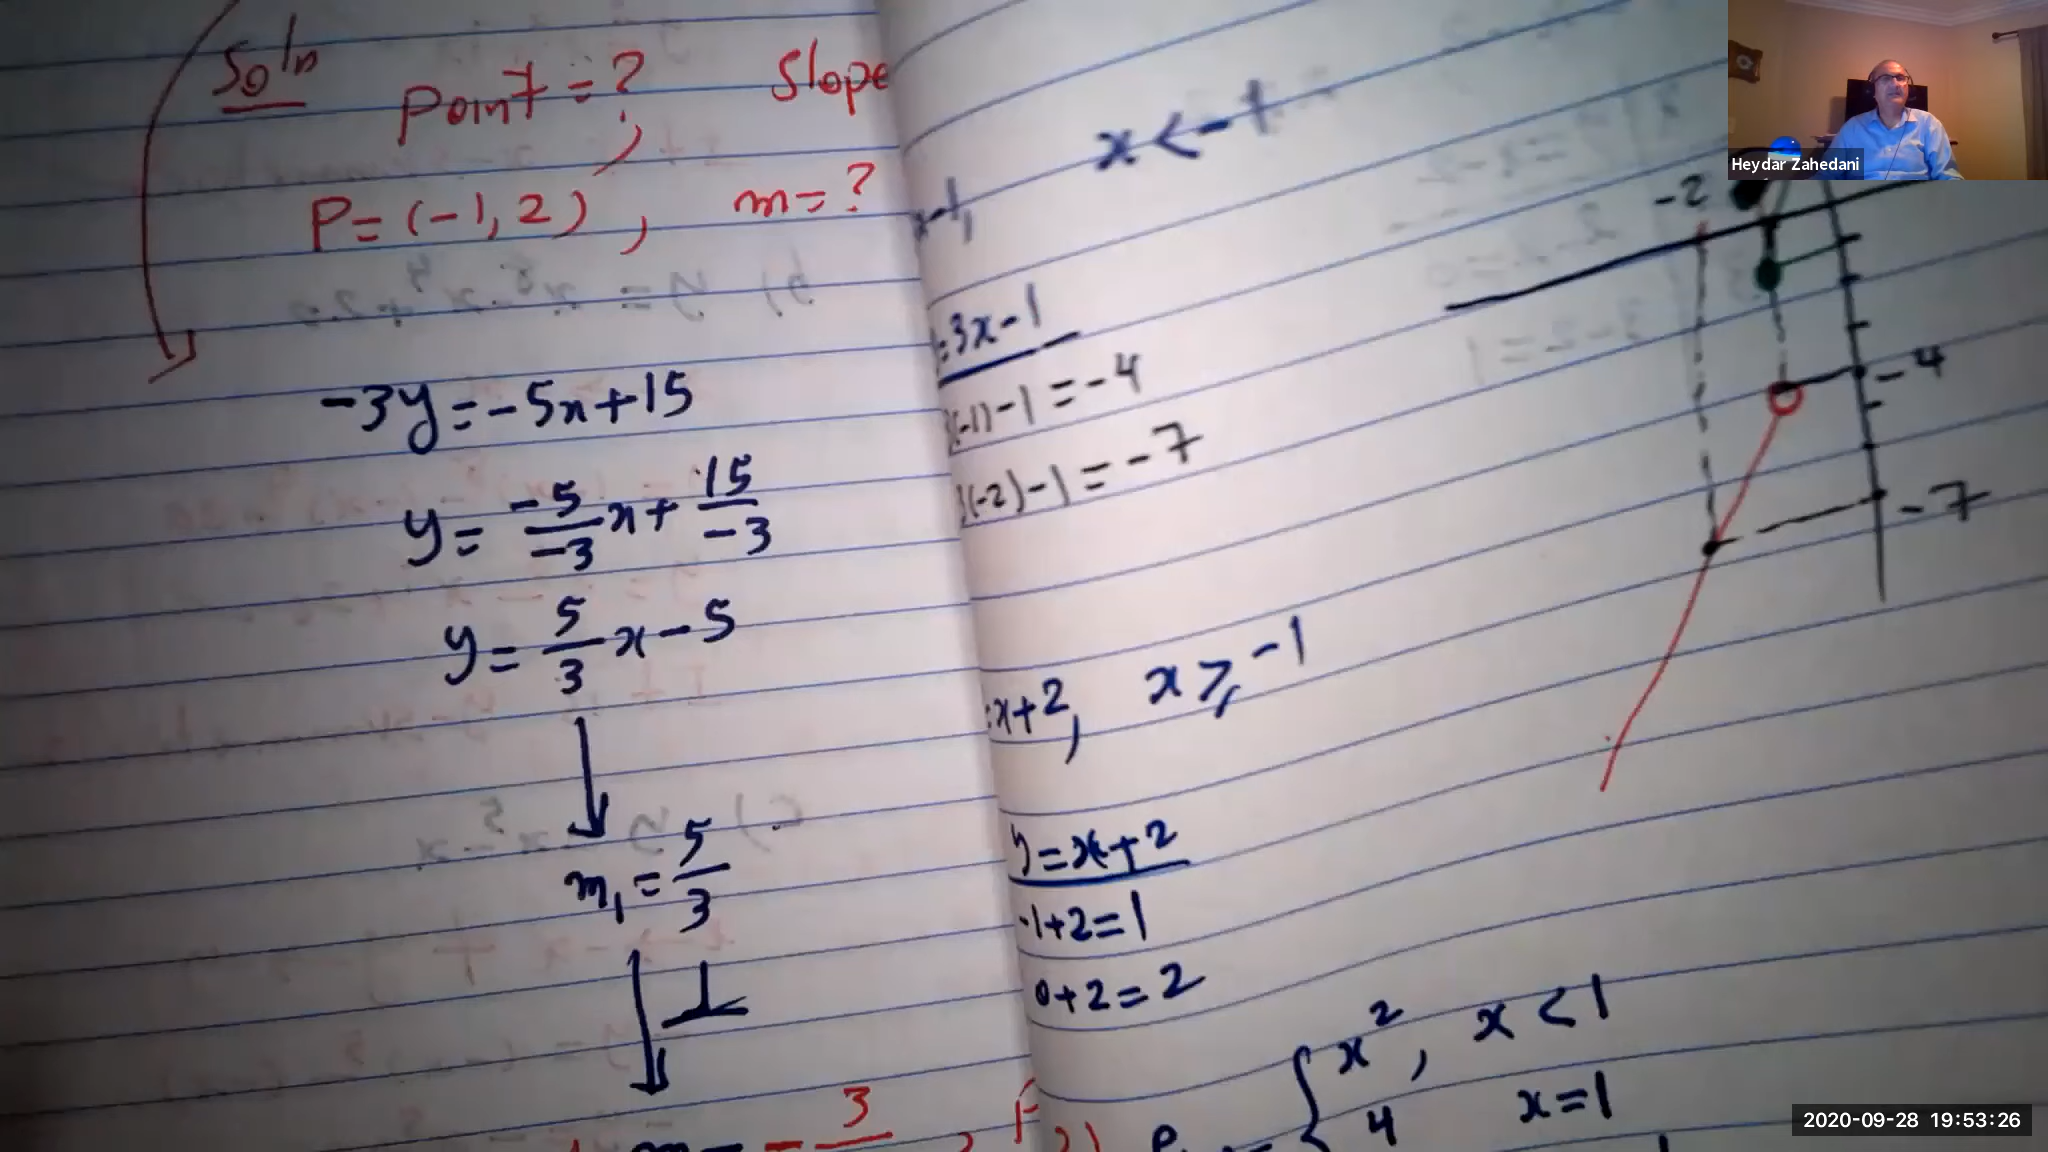 Soln
Point = ?, Slope
P = (-1, 2), m = ?
-3y = -5x + 15
y = -5/-3 x + 15/-3
y = 5/3 x - 5
m₁ = 5/3
⊥
- 3
x < -1
-2
= 3x - 1
(-1) - 1 = -4
3(-2) - 1 = -7
-4
-7
= x + 2, x ⩾ -1
y = x + 2
-1 + 2 = 1
0 + 2 = 2
x², x < 1
4 x = 1
Heydar Zahedani
2020-09-28 19:53:26